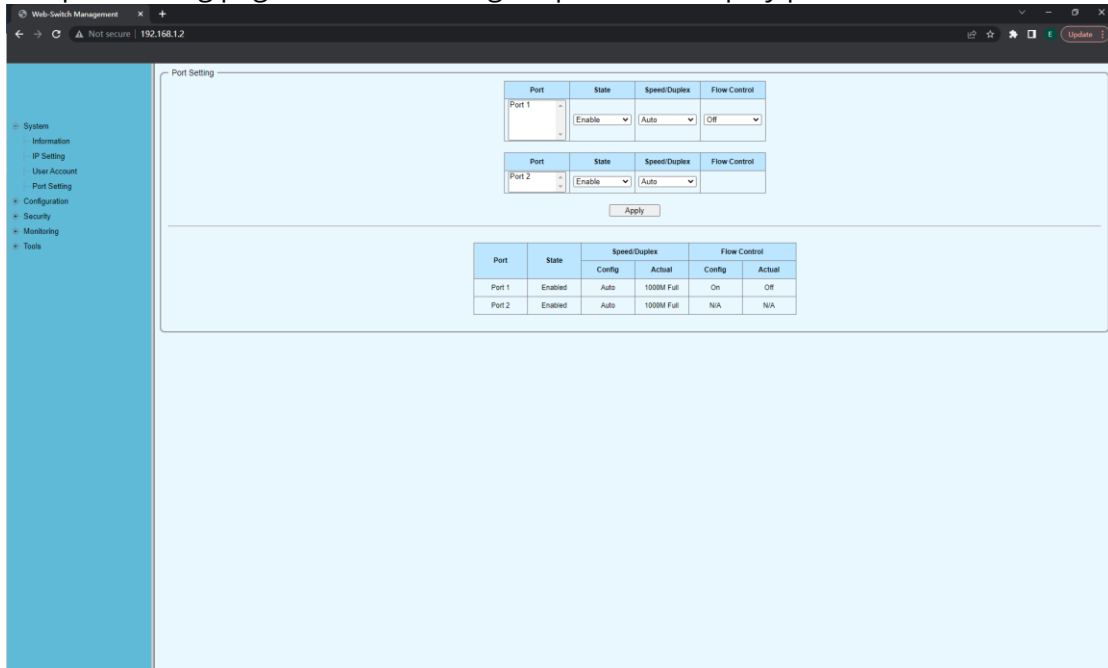 Web-Switch Management
Not secure | 192.168.1.2
E Update
Port Setting
System
Information
IP Setting
User Account
Port Setting
Configuration
Security
Monitoring
Tools
Port State Speed/Duplex Flow Control
Port 1 Enable Auto Off
Port State Speed/Duplex Flow Control
Port 2 Enable Auto
Apply
Port State Speed/Duplex Flow Control
Config Actual Config Actual
Port 1 Enabled Auto 1000M Full On Off
Port 2 Enabled Auto 1000M Full N/A N/A